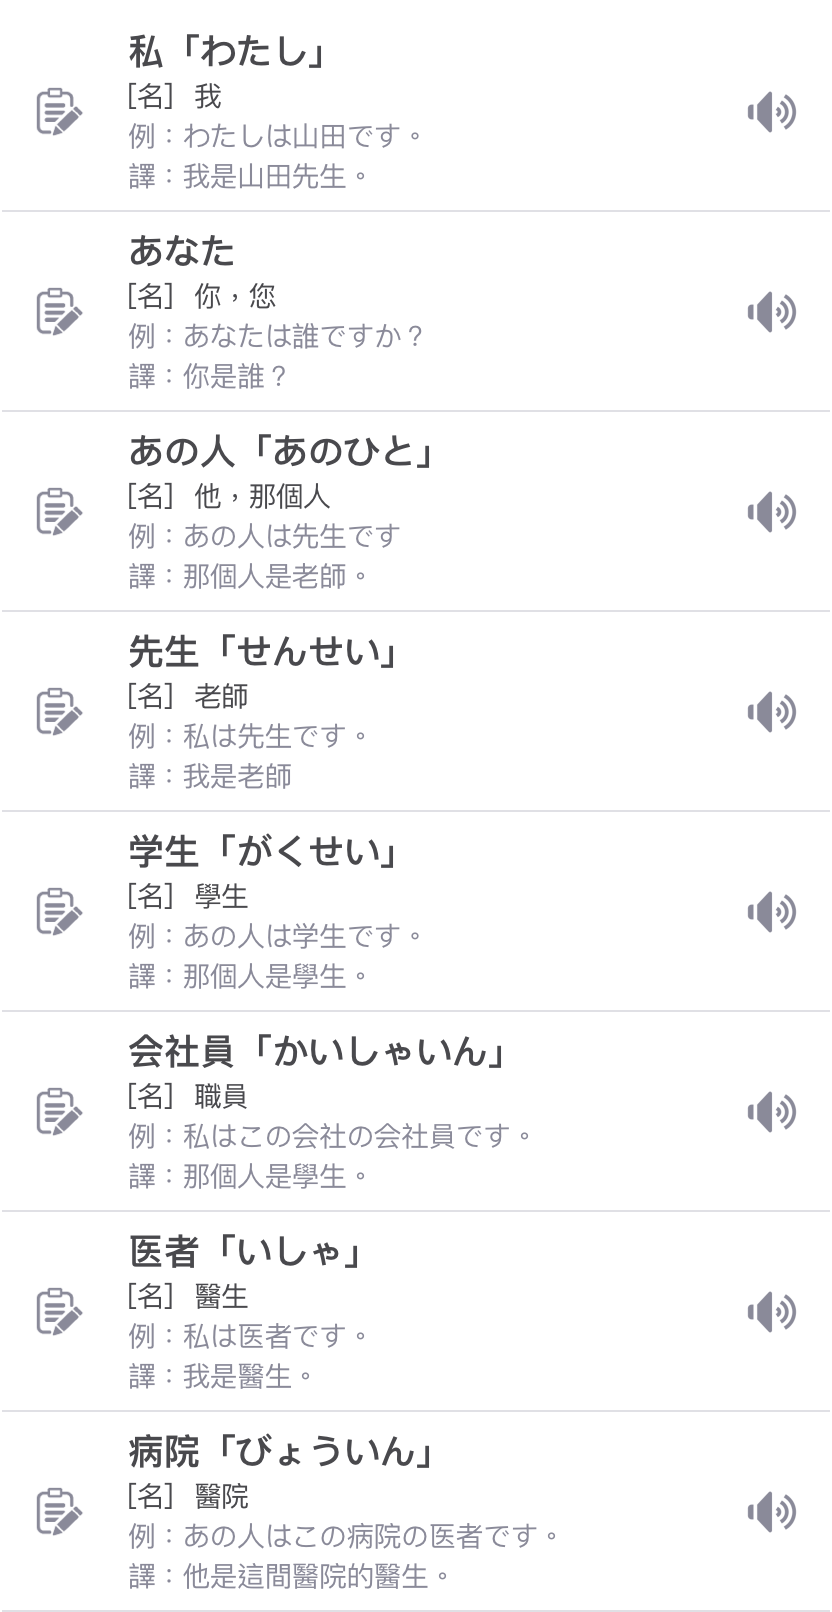 私「わたし」
[名] 我
例：わたしは山田です。
譯：我是山田先生。
あなた
[名] 你，您
例：あなたは誰ですか？
譯：你是誰？
あの人「あのひと」
[名] 他，那個人
例：あの人は先生です
譯：那個人是老師。
先生「せんせい」
[名] 老師
例：私は先生です。
譯：我是老師
学生「がくせい」
[名] 學生
例：あの人は学生です。
譯：那個人是學生。
会社員「かいしゃいん」
[名] 職員
例：私はこの会社の会社員です。
譯：那個人是學生。
医者「いしゃ」
[名] 醫生
例：私は医者です。
譯：我是醫生。
病院「びょういん」
[名] 醫院
例：あの人はこの病院の医者です。
譯：他是這間醫院的醫生。